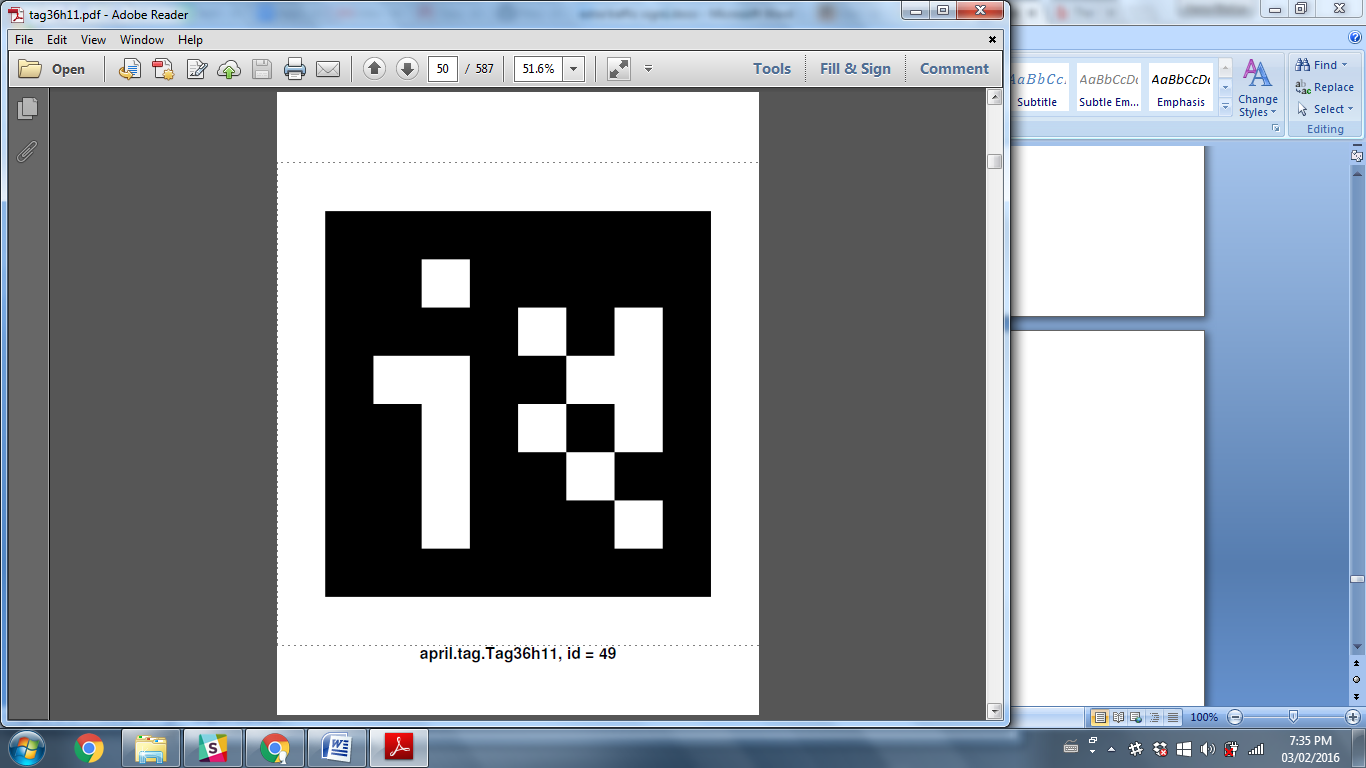 tag36h11.pdf - Adobe Reader
File Edit View Window Help
Open 50 / 587 51.6% Tools Fill & Sign Comment
Subtitle Subtle Em... Emphasis Change Styles
AaBbCcDc
Find
Replace
Select
Editing
april.tag.Tag36h11, id = 49
100%
7:35 PM
03/02/2016